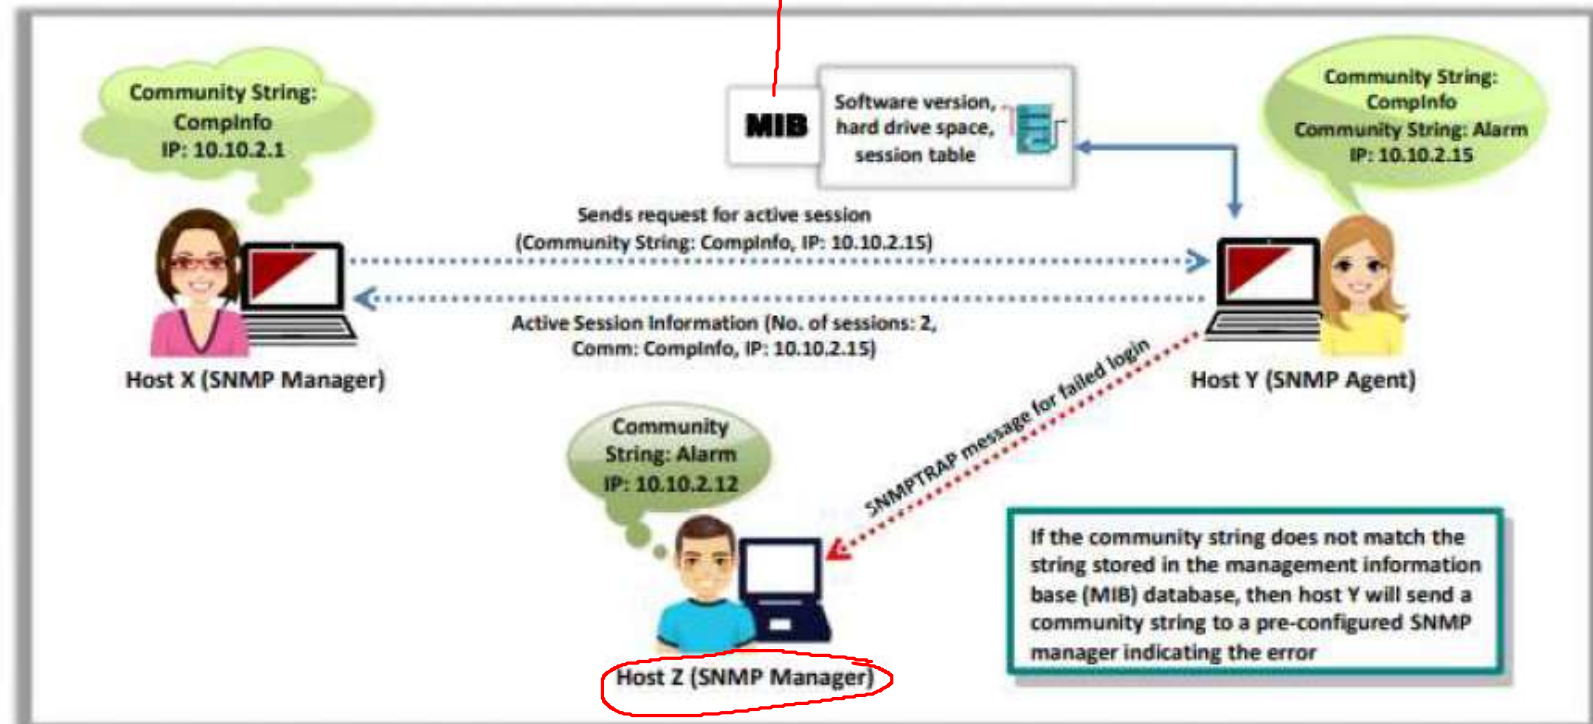 Community String:
CompInfo
IP: 10.10.2.1
MIB
Software version,
hard drive space,
session table
Community String:
CompInfo
Community String: Alarm
IP: 10.10.2.15
Sends request for active session
(Community String: CompInfo, IP: 10.10.2.15)
Active Session Information (No. of sessions: 2,
Comm: CompInfo, IP: 10.10.2.15)
Host X (SNMP Manager)
Host Y (SNMP Agent)
SNMPTRAP message for failed login
Community
String: Alarm
IP: 10.10.2.12
Host Z (SNMP Manager)
If the community string does not match the
string stored in the management information
base (MIB) database, then host Y will send a
community string to a pre-configured SNMP
manager indicating the error